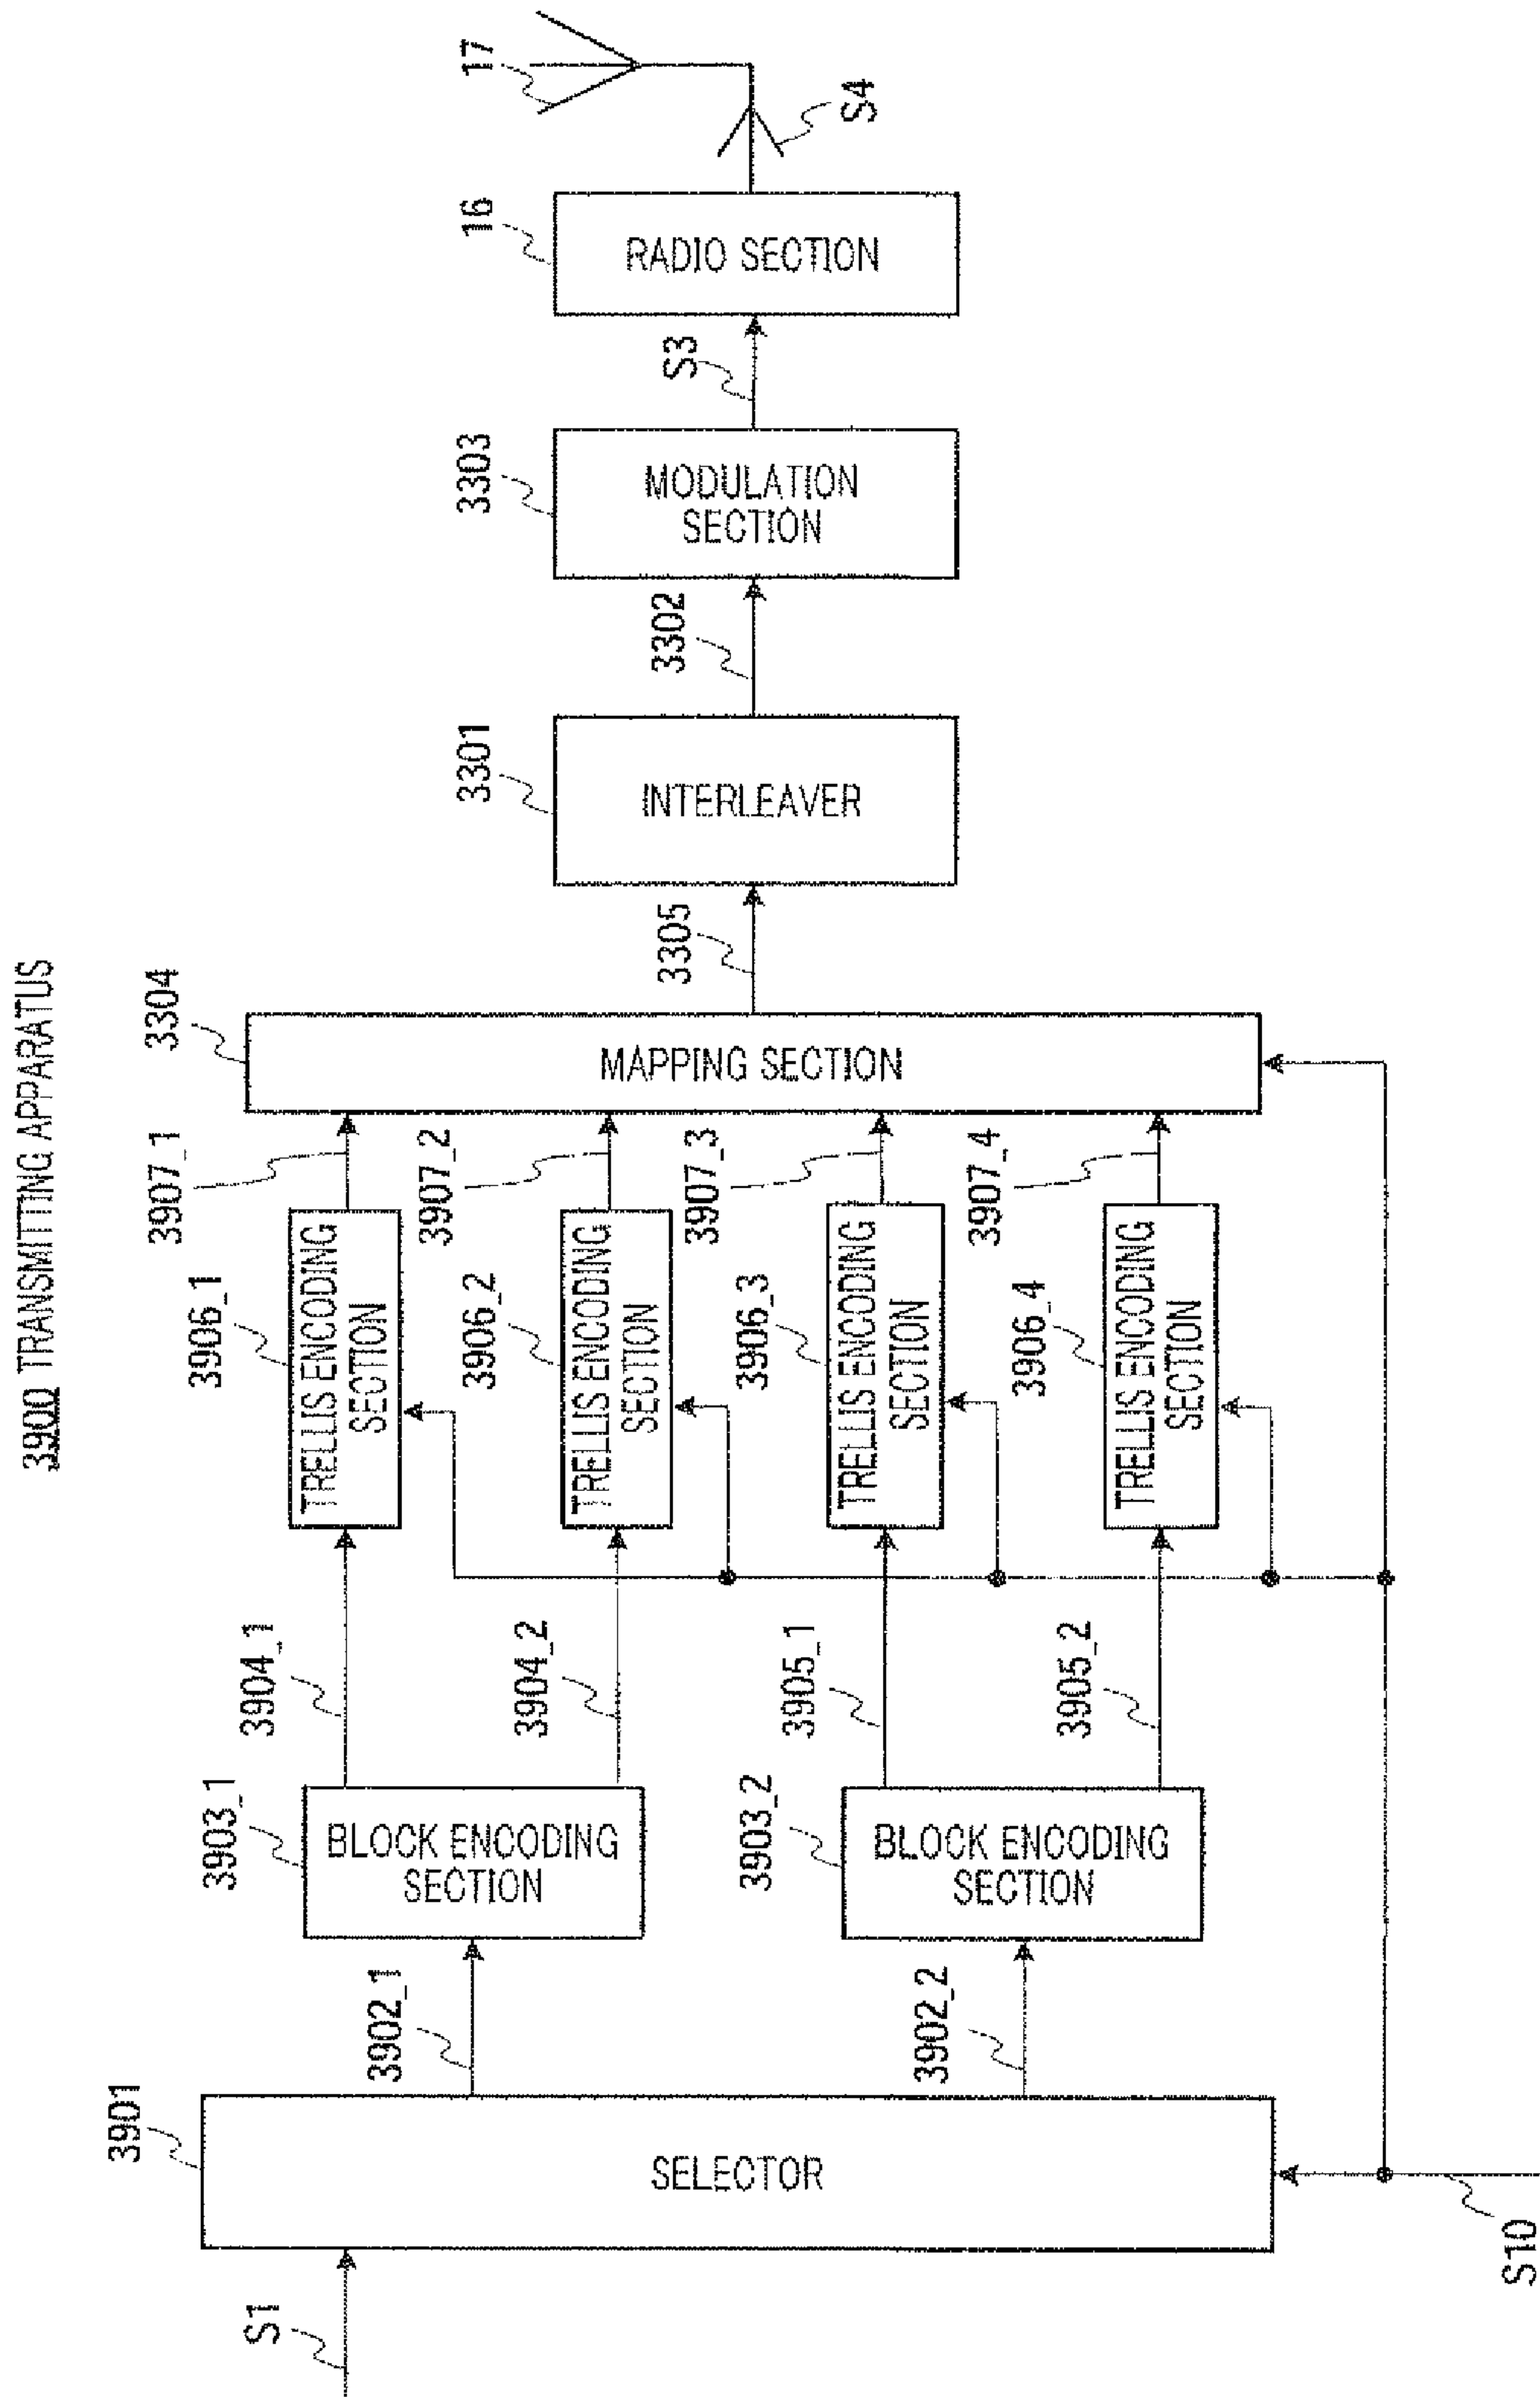 3900 TRANSMITTING APPARATUS
S1
3901
SELECTOR
S10
3902_1
3902_2
3903_1
BLOCK ENCODING
SECTION
3903_2
BLOCK ENCODING
SECTION
3904_1
3904_2
3905_1
3905_2
3906_1
TRELLIS ENCODING
SECTION
3906_2
TRELLIS ENCODING
SECTION
3906_3
TRELLIS ENCODING
SECTION
3906_4
TRELLIS ENCODING
SECTION
3907_1
3907_2
3907_3
3907_4
3304
MAPPING SECTION
3305
3301
INTERLEAVER
3302
3303
MODULATION
SECTION
S3
16
RADIO SECTION
S4
17